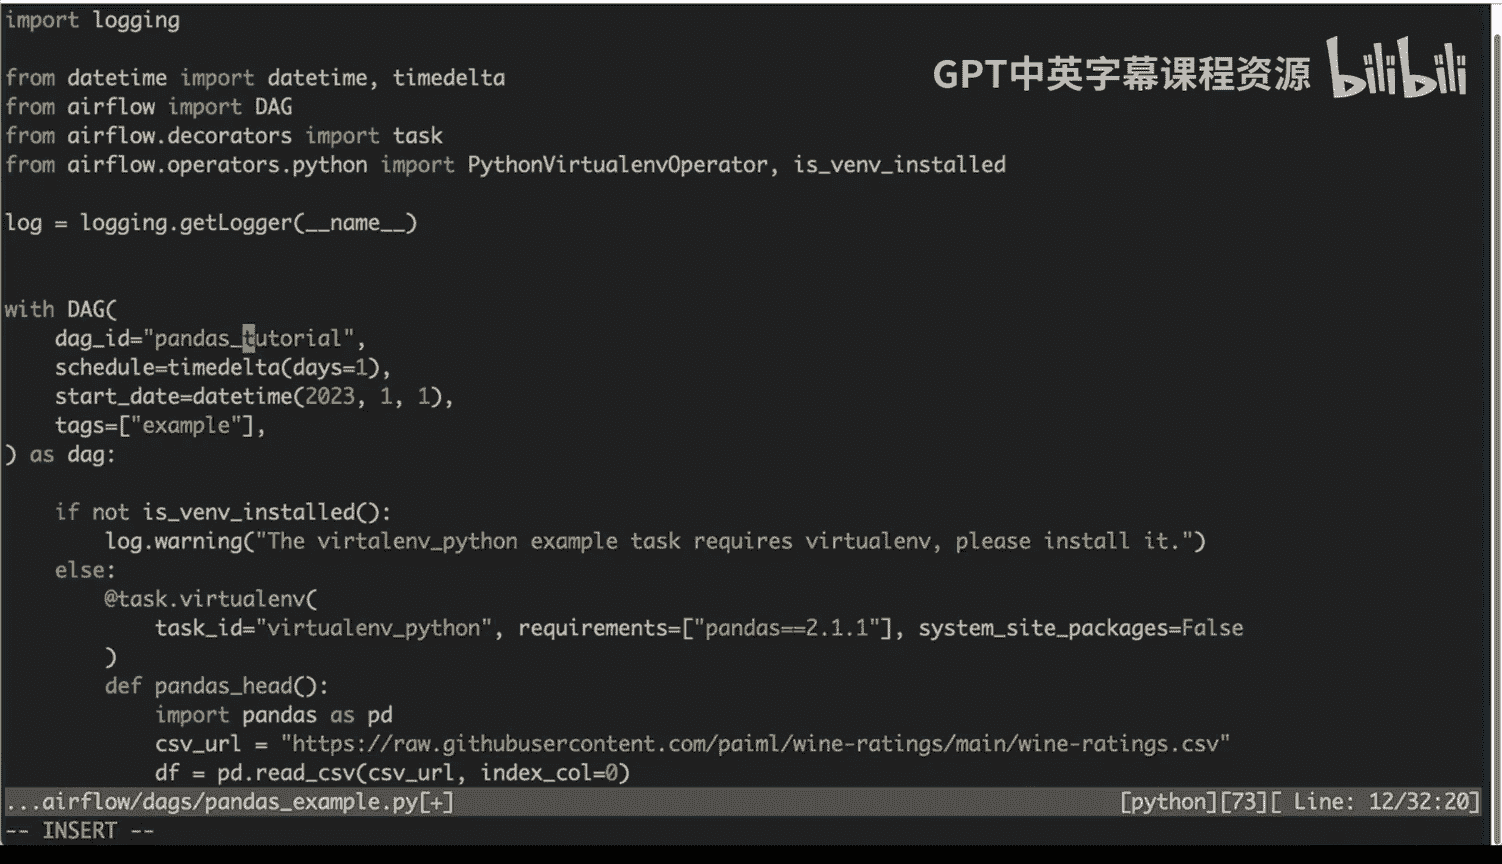 import logging
GPT中英字幕课程资源 bilibili
from datetime import datetime, timedelta
from airflow import DAG
from airflow.decorators import task
from airflow.operators.python import PythonVirtualenvOperator, is_venv_installed
log = logging.getLogger(__name__)
with DAG(
    dag_id="pandas_tutorial",
    schedule=timedelta(days=1),
    start_date=datetime(2023, 1, 1),
    tags=["example"],
) as dag:
    if not is_venv_installed():
        log.warning("The virtalenv_python example task requires virtualenv, please install it.")
    else:
        @task.virtualenv(
            task_id="virtualenv_python", requirements=["pandas==2.1.1"], system_site_packages=False
        )
        def pandas_head():
            import pandas as pd
            csv_url = "https://raw.githubusercontent.com/paiml/wine-ratings/main/wine-ratings.csv"
            df = pd.read_csv(csv_url, index_col=0)
...airflow/dags/pandas_example.py[+] [python][73][ Line: 12/32:20]
-- INSERT --